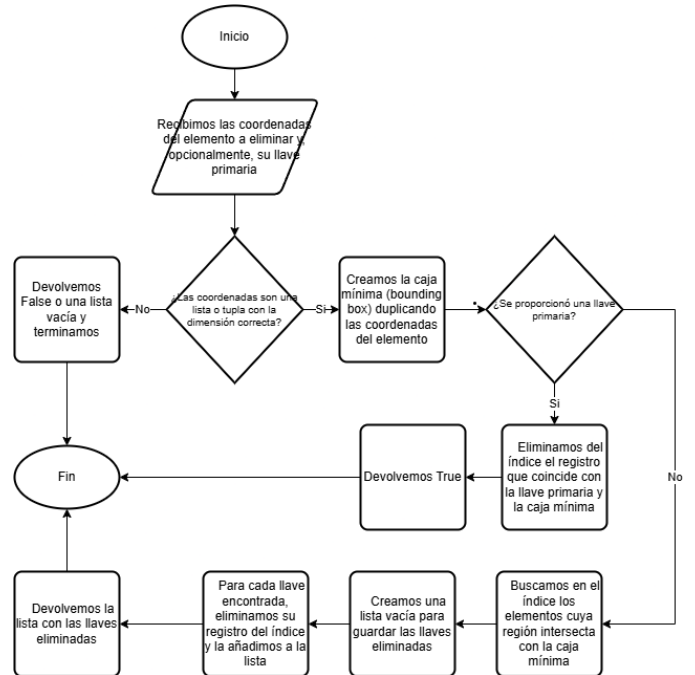 Inicio
Recibimos las coordenadas
del elemento a eliminar y,
opcionalmente, su llave
primaria
¿Las coordenadas son una
lista o tupla con la
dimensión correcta?
No
Devolvemos
False o una lista
vacía y
terminamos
Si
Creamos la caja
mínima (bounding
box) duplicando
las coordenadas
del elemento
¿Se proporcionó una llave
primaria?
Si
Eliminamos del
índice el registro
que coincide con
la llave primaria y
la caja mínima
Devolvemos True
Fin
No
Buscamos en el
índice los
elementos cuya
región intersecta
con la caja
mínima
Creamos una
lista vacía para
guardar las llaves
eliminadas
Para cada llave
encontrada,
eliminamos su
registro del índice
y la añadimos a la
lista
Devolvemos la
lista con las llaves
eliminadas